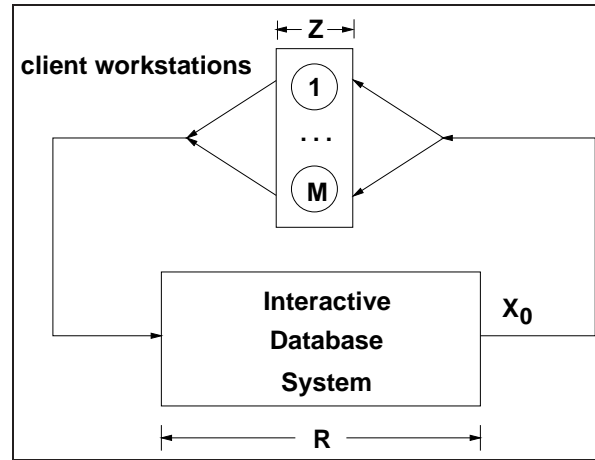 Z
client workstations
1
...
M
Interactive
Database
System
X0
R